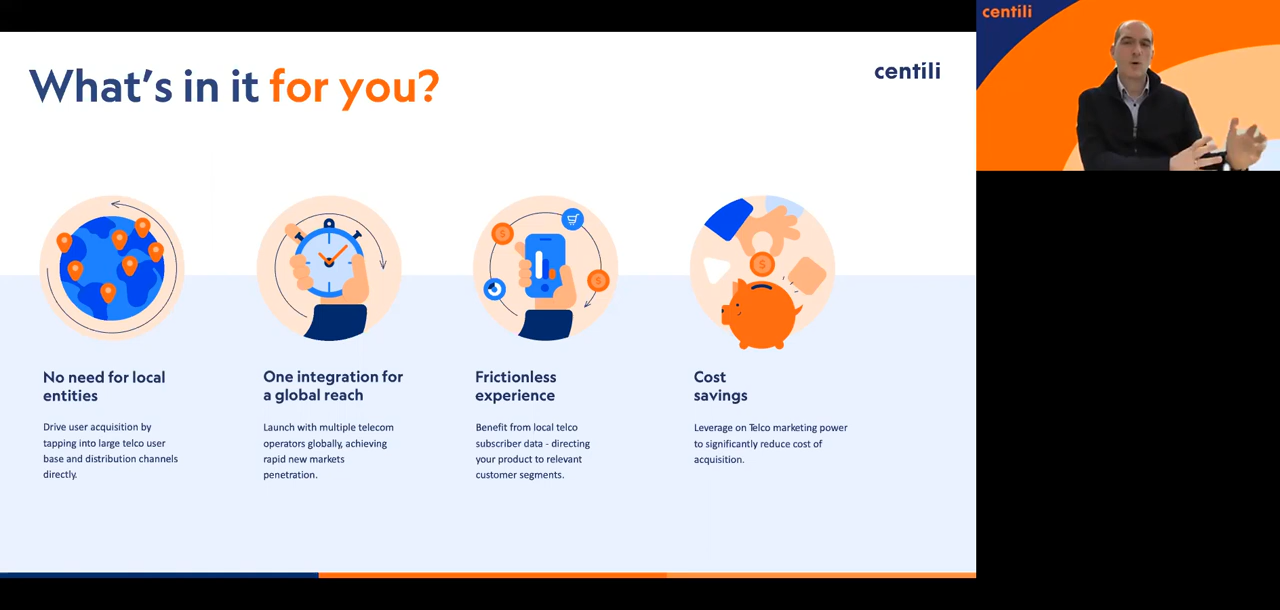 What's in it for you?
centili
centili
No need for local
entities
Drive user acquisition by
tapping into large telco user
base and distribution channels
directly.
One integration for
a global reach
Launch with multiple telecom
operators globally, achieving
rapid new markets
penetration.
Frictionless
experience
Benefit from local telco
subscriber data - directing
your product to relevant
customer segments.
Cost
savings
Leverage on Telco marketing power
to significantly reduce cost of
acquisition.